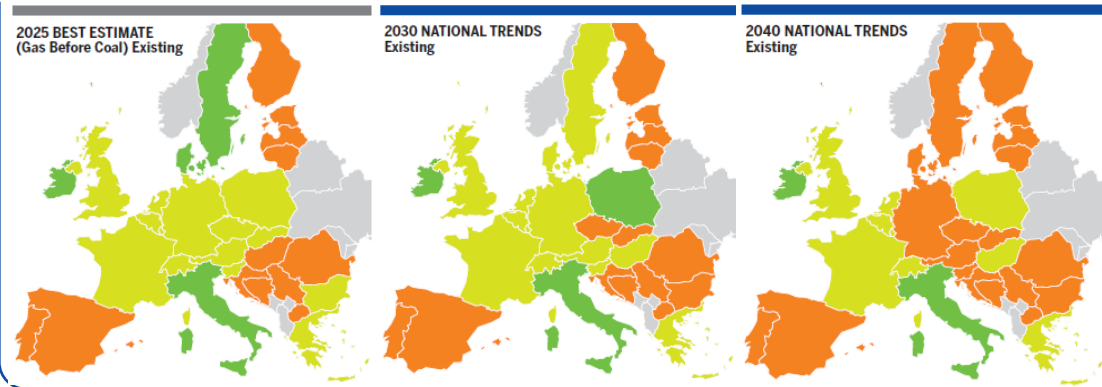 2025 BEST ESTIMATE
(Gas Before Coal) Existing
2030 NATIONAL TRENDS
Existing
2040 NATIONAL TRENDS
Existing